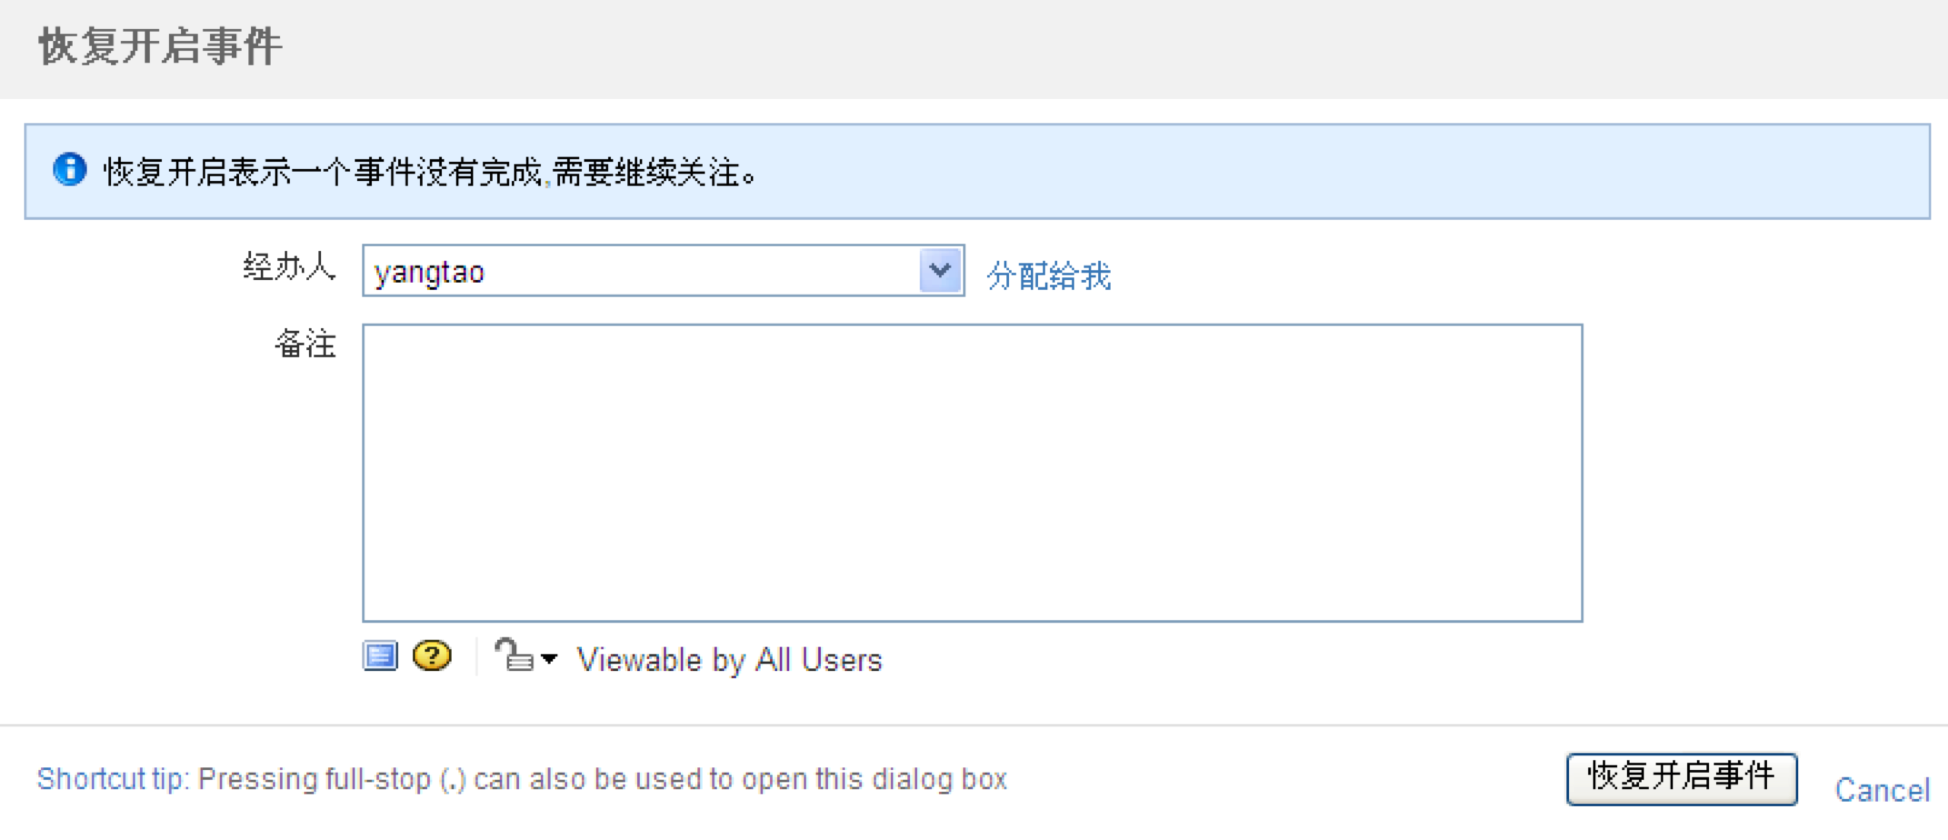 恢复开启事件
恢复开启表示一个事件没有完成,需要继续关注。
经办人 yangtao 分配给我
备注
Viewable by All Users
Shortcut tip: Pressing full-stop (.) can also be used to open this dialog box 恢复开启事件 Cancel